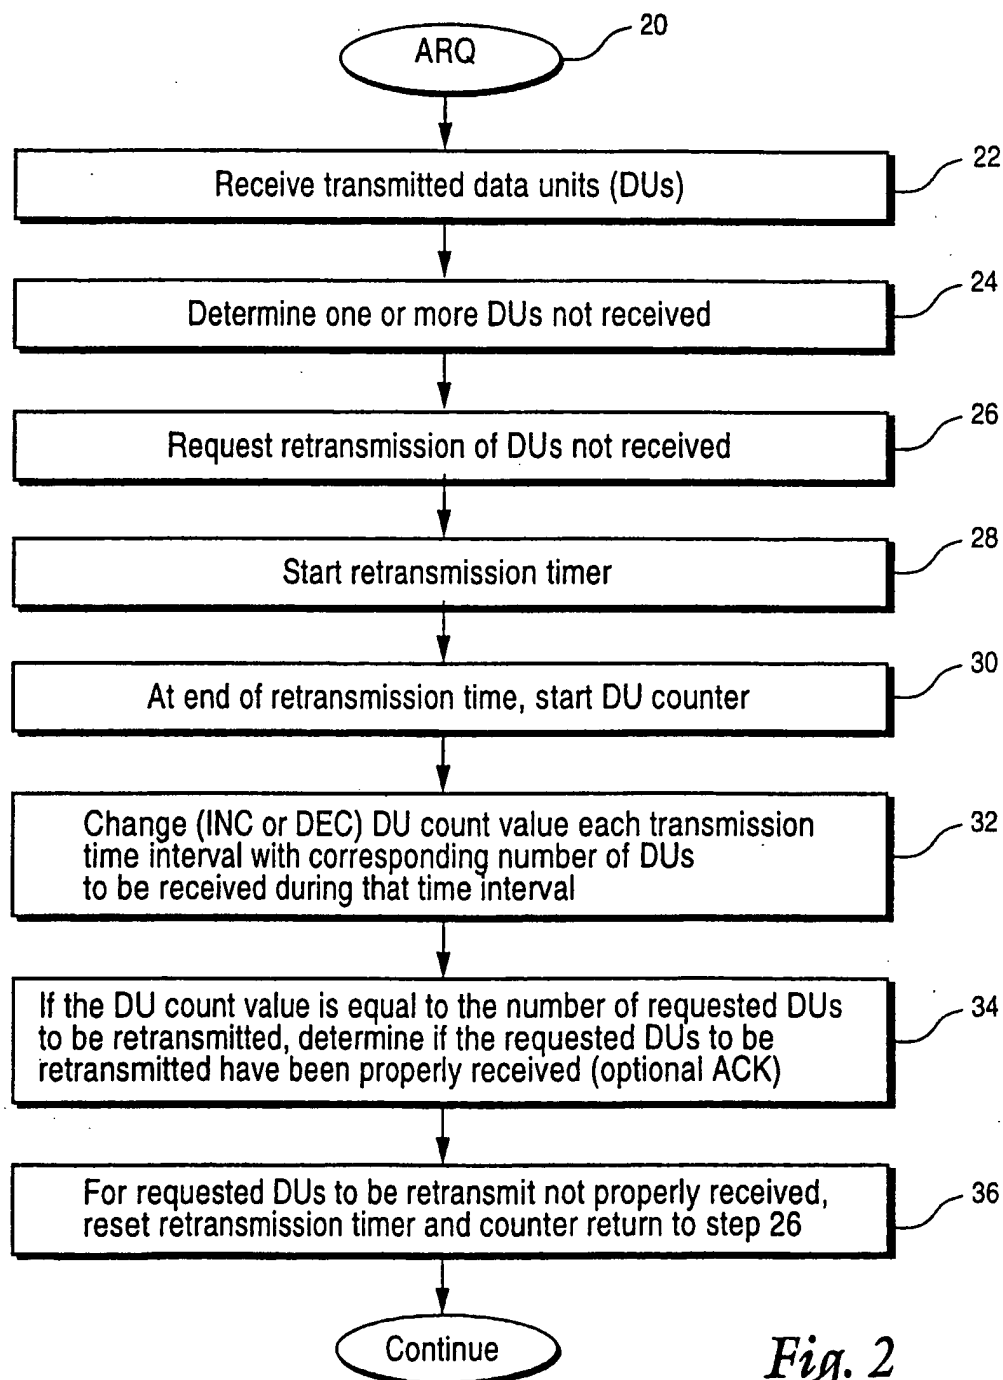 ARQ
20
Receive transmitted data units (DUs)
22
Determine one or more DUs not received
24
Request retransmission of DUs not received
26
Start retransmission timer
28
At end of retransmission time, start DU counter
30
Change (INC or DEC) DU count value each transmission
time interval with corresponding number of DUs
to be received during that time interval
32
If the DU count value is equal to the number of requested DUs
to be retransmitted, determine if the requested DUs to be
retransmitted have been properly received (optional ACK)
34
For requested DUs to be retransmit not properly received,
reset retransmission timer and counter return to step 26
36
Continue
Fig. 2